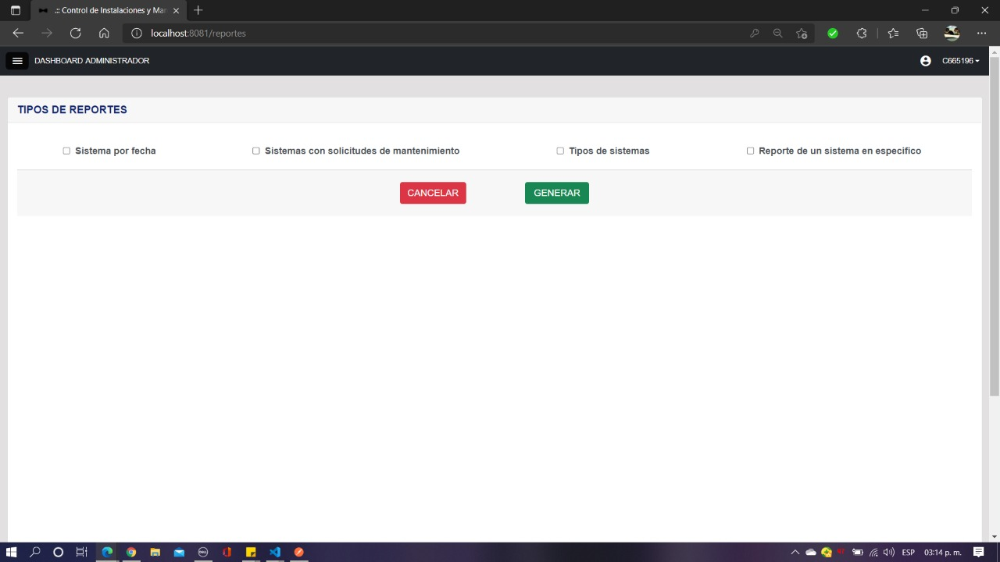 .:: Control de Instalaciones y Mar
localhost:8081/reportes
DASHBOARD ADMINISTRADOR
C665196
TIPOS DE REPORTES
Sistema por fecha
Sistemas con solicitudes de mantenimiento
Tipos de sistemas
Reporte de un sistema en especifico
CANCELAR
GENERAR
ESP
03:14 p. m.